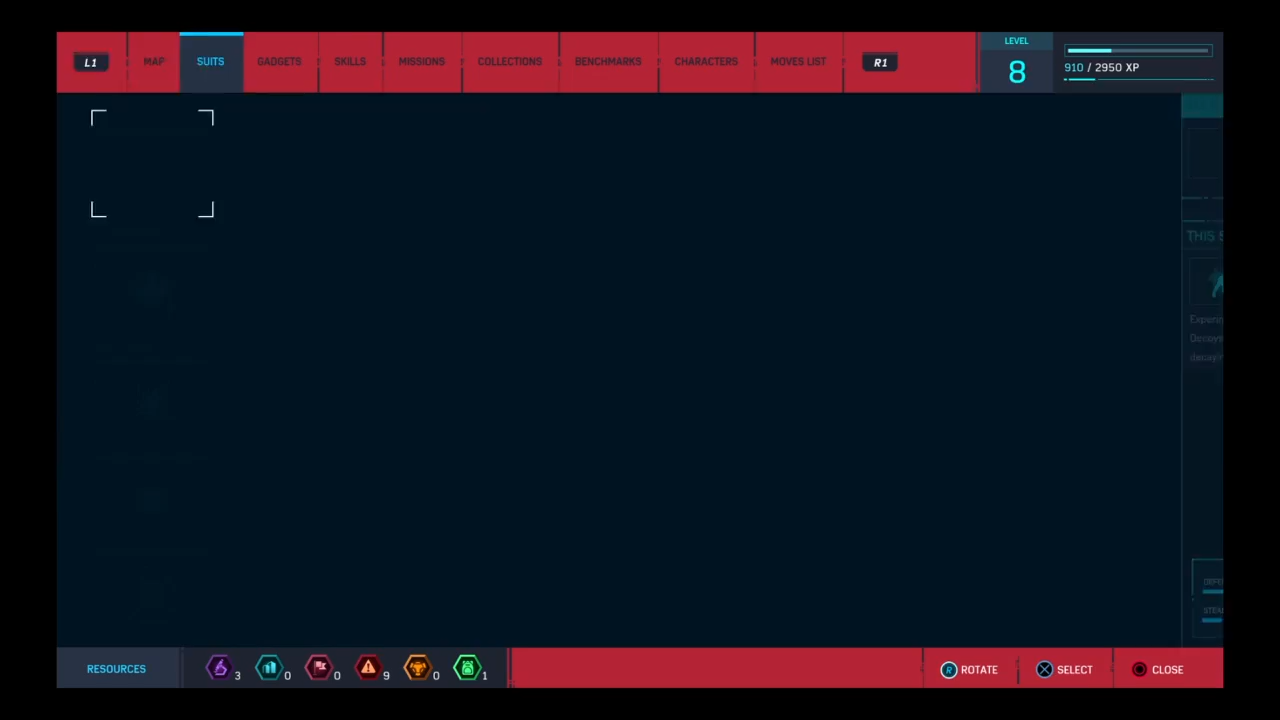 L1 MAP SUITS GADGETS SKILLS MISSIONS COLLECTIONS BENCHMARKS CHARACTERS MOVES LIST R1
LEVEL
8
910 / 2950 XP
THIS
RESOURCES 3 0 0 9 0 1 R ROTATE SELECT CLOSE